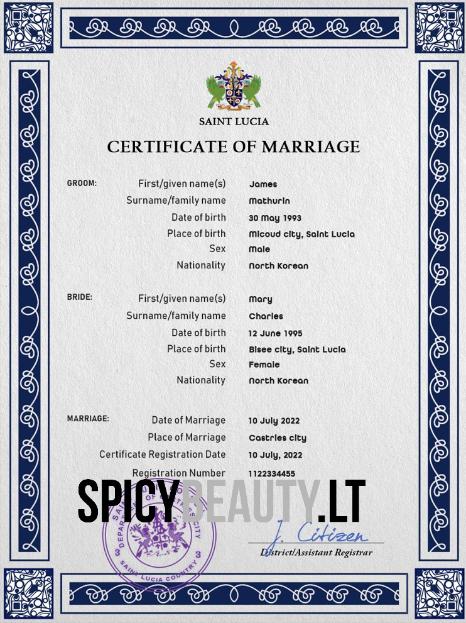 SAINT LUCIA
CERTIFICATE OF MARRIAGE
GROOM: First/given name(s) James
Surname/family name Mathurin
Date of birth 30 May 1993
Place of birth Micoud city, Saint Lucia
Sex Male
Nationality North Korean
BRIDE: First/given name(s) Mary
Surname/family name Charles
Date of birth 12 June 1995
Place of birth Bisee city, Saint Lucia
Sex Female
Nationality North Korean
MARRIAGE: Date of Marriage 10 July 2022
Place of Marriage Castries city
Certificate Registration Date 10 July, 2022
Registration Number 1122334455
SPICYBEAUTY.LT
SAINT LUCIA COUNTRY
J. Citizen
District/Assistant Registrar